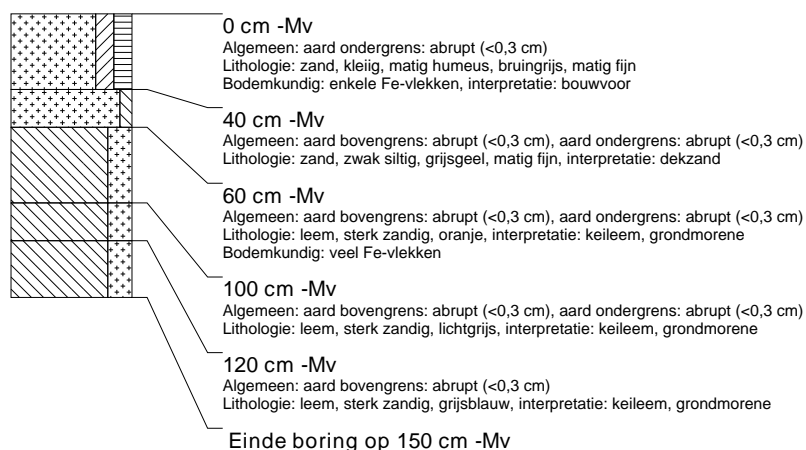 0 cm -Mv
Algemeen: aard ondergrens: abrupt (<0,3 cm)
Lithologie: zand, kleiig, matig humeus, bruingrijs, matig fijn
Bodemkundig: enkele Fe-vlekken, interpretatie: bouwvoor
40 cm -Mv
Algemeen: aard bovengrens: abrupt (<0,3 cm), aard ondergrens: abrupt (<0,3 cm)
Lithologie: zand, zwak siltig, grijsgeel, matig fijn, interpretatie: dekzand
60 cm -Mv
Algemeen: aard bovengrens: abrupt (<0,3 cm), aard ondergrens: abrupt (<0,3 cm)
Lithologie: leem, sterk zandig, oranje, interpretatie: keileem, grondmorene
Bodemkundig: veel Fe-vlekken
100 cm -Mv
Algemeen: aard bovengrens: abrupt (<0,3 cm), aard ondergrens: abrupt (<0,3 cm)
Lithologie: leem, sterk zandig, lichtgrijs, interpretatie: keileem, grondmorene
120 cm -Mv
Algemeen: aard bovengrens: abrupt (<0,3 cm)
Lithologie: leem, sterk zandig, grijsblauw, interpretatie: keileem, grondmorene
Einde boring op 150 cm -Mv